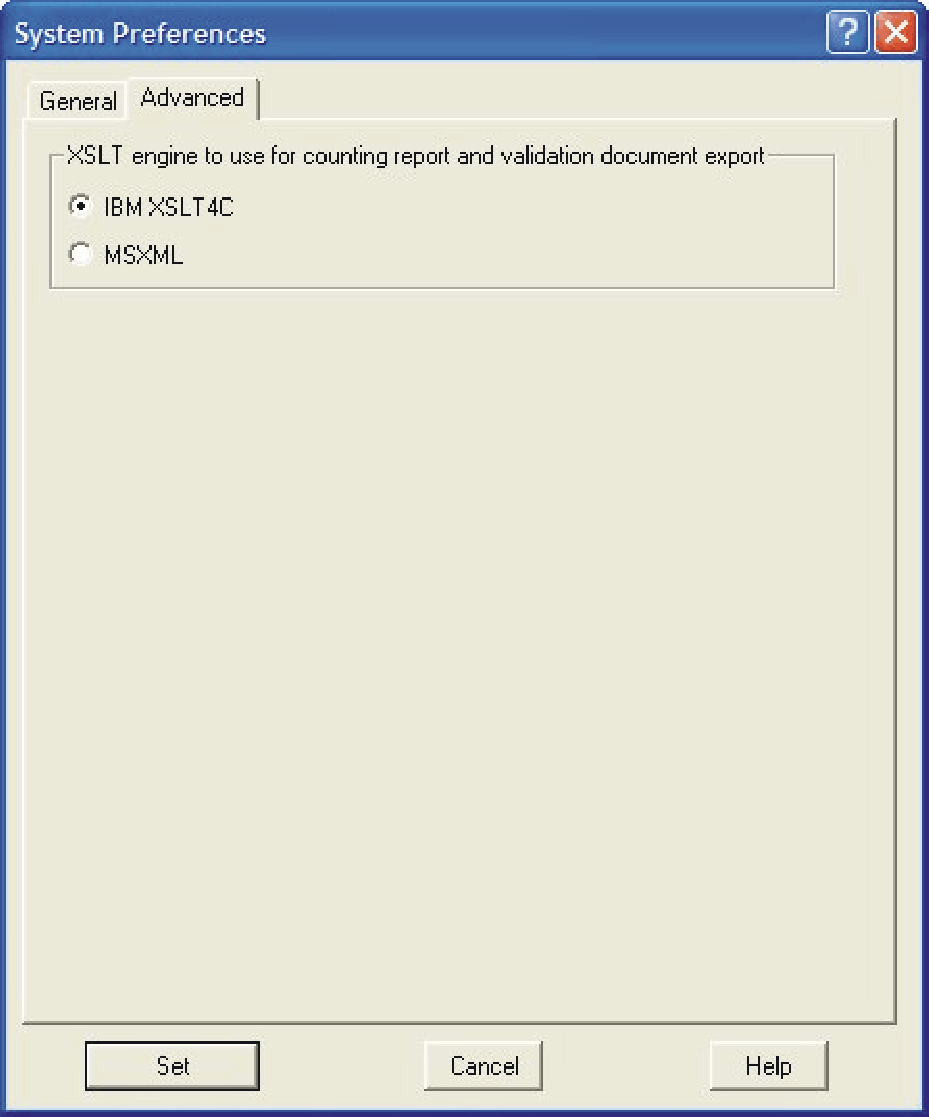 System Preferences
General Advanced
XSLT engine to use for counting report and validation document export
IBM XSLT4C
MSXML
Set Cancel Help